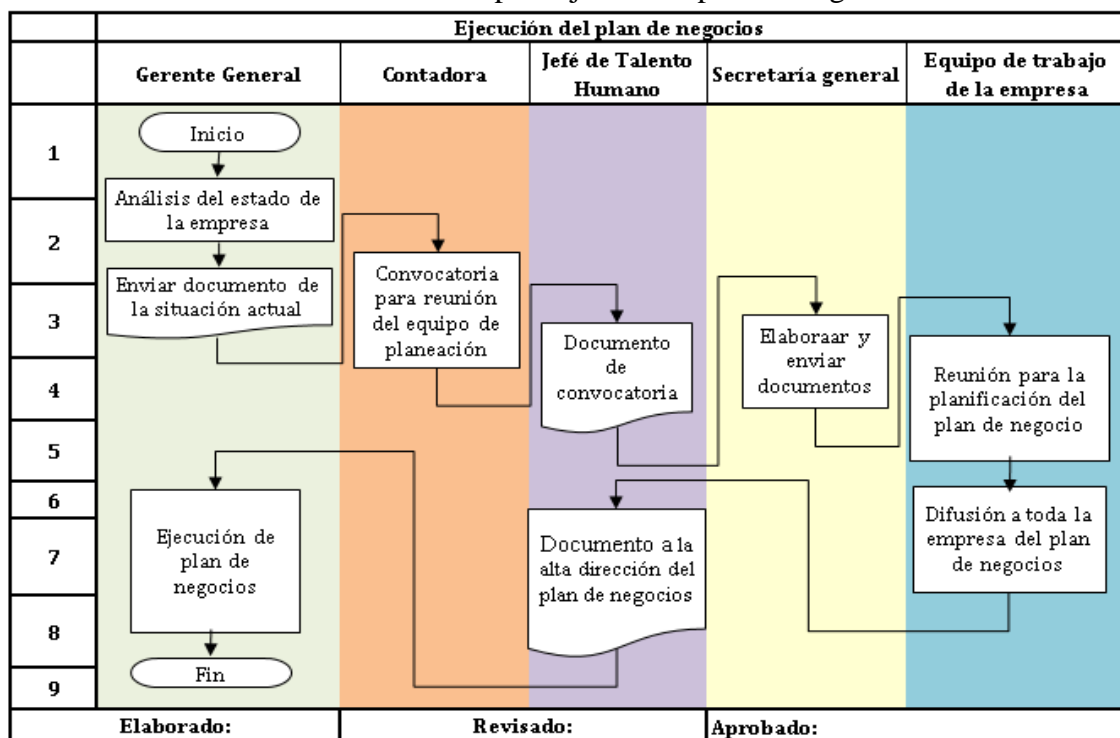 Ejecución del plan de negocios
Gerente General
Contadora
Jefé de Talento
Humano
Secretaría general
Equipo de trabajo
de la empresa
1
2
3
4
5
6
7
8
9
Inicio
Análisis del estado de
la empresa
Enviar documento de
la situación actual
Convocatoria
para reunión
del equipo de
planeación
Documento
de
convocatoria
Elaboraar y
enviar
documentos
Reunión para la
planificación del
plan de negocio
Difusión a toda la
empresa del plan
de negocios
Documento a la
alta dirección del
plan de negocios
Ejecución de
plan de
negocios
Fin
Elaborado:
Revisado:
Aprobado: